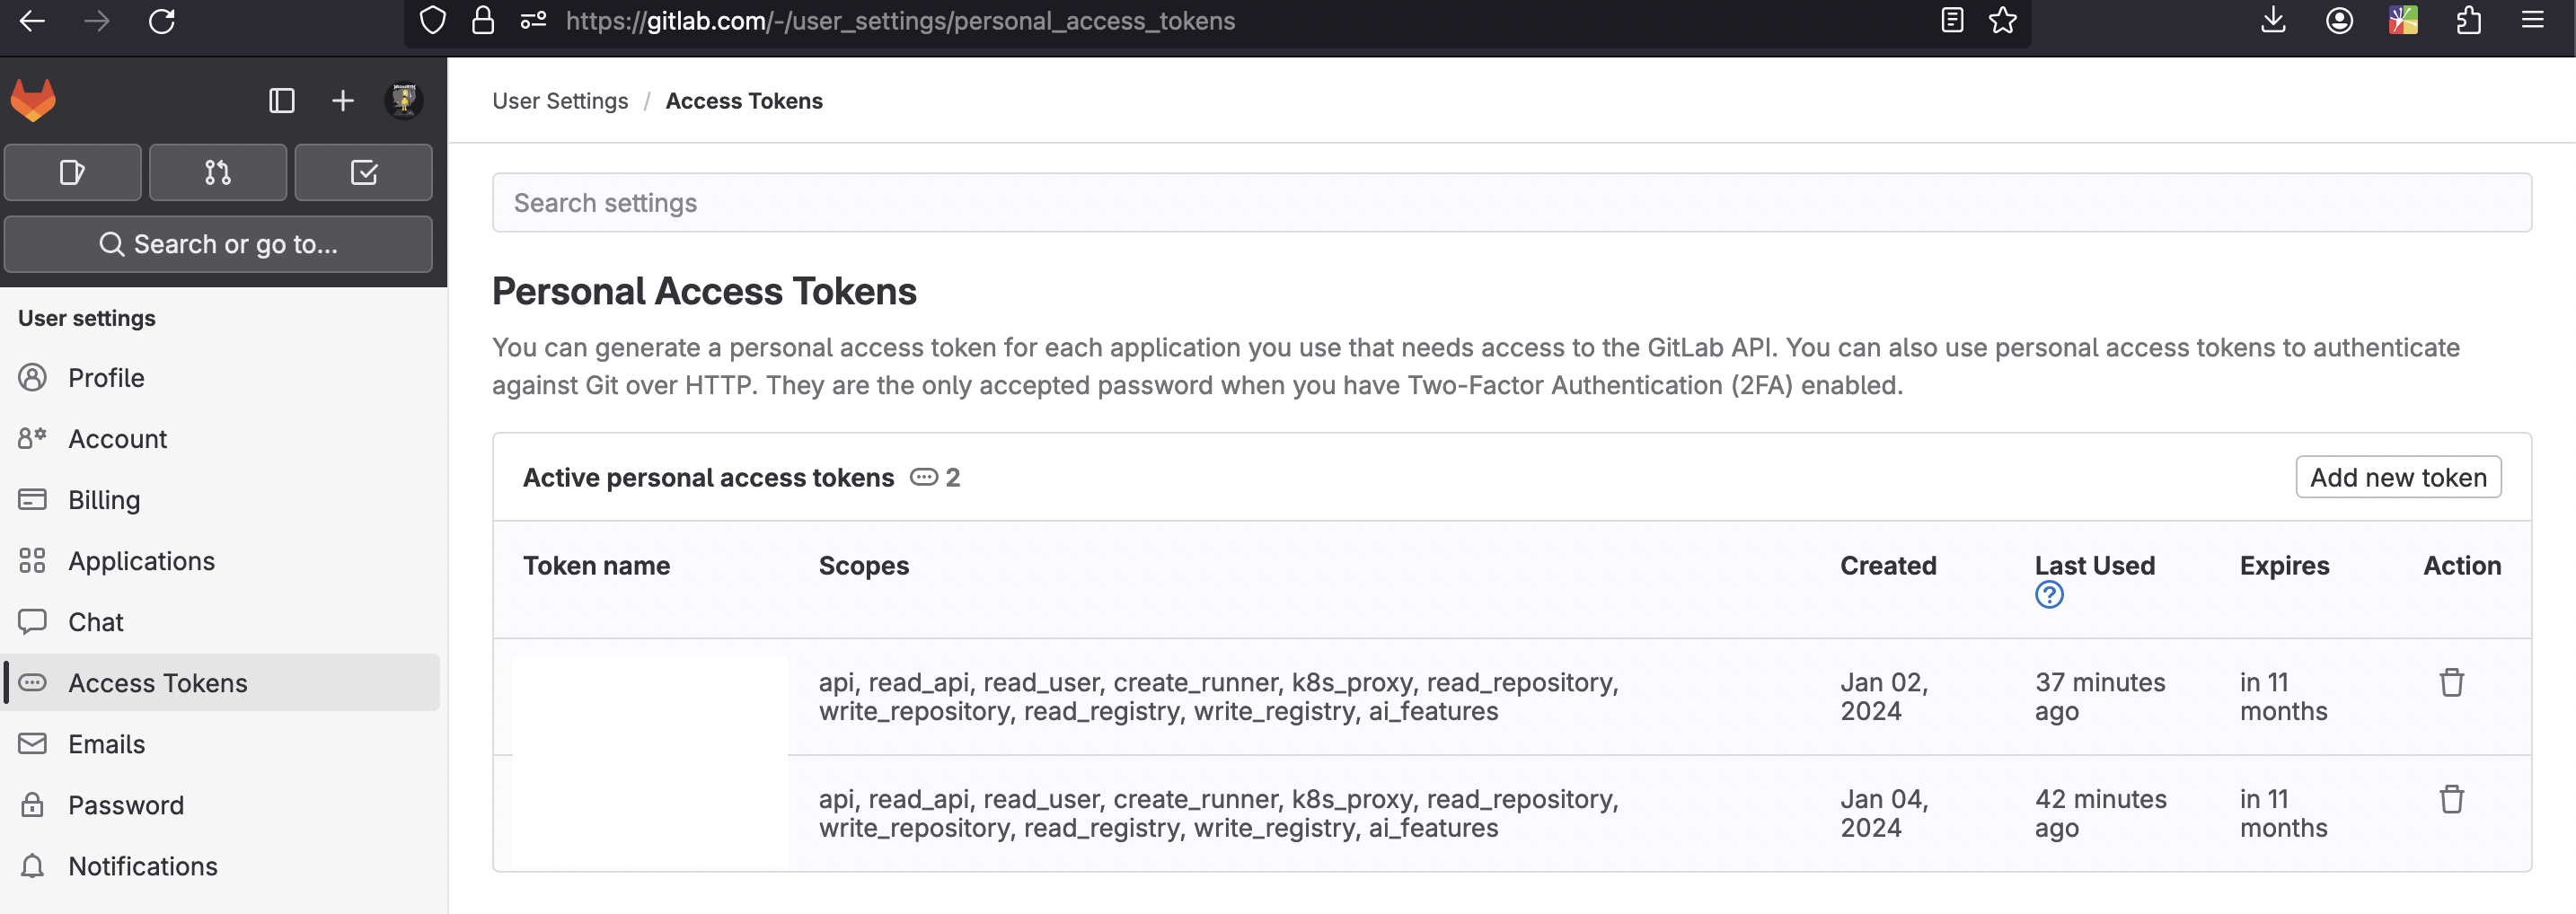 https://gitlab.com/-/user_settings/personal_access_tokens
User Settings / Access Tokens
Search or go to...
User settings
Profile
Account
Billing
Applications
Chat
Access Tokens
Emails
Password
Notifications
Search settings
Personal Access Tokens
You can generate a personal access token for each application you use that needs access to the GitLab API. You can also use personal access tokens to authenticate
against Git over HTTP. They are the only accepted password when you have Two-Factor Authentication (2FA) enabled.
Active personal access tokens 2
Add new token
Token name Scopes Created Last Used Expires Action
?
api, read_api, read_user, create_runner, k8s_proxy, read_repository, Jan 02, 37 minutes in 11
write_repository, read_registry, write_registry, ai_features 2024 ago months
api, read_api, read_user, create_runner, k8s_proxy, read_repository, Jan 04, 42 minutes in 11
write_repository, read_registry, write_registry, ai_features 2024 ago months